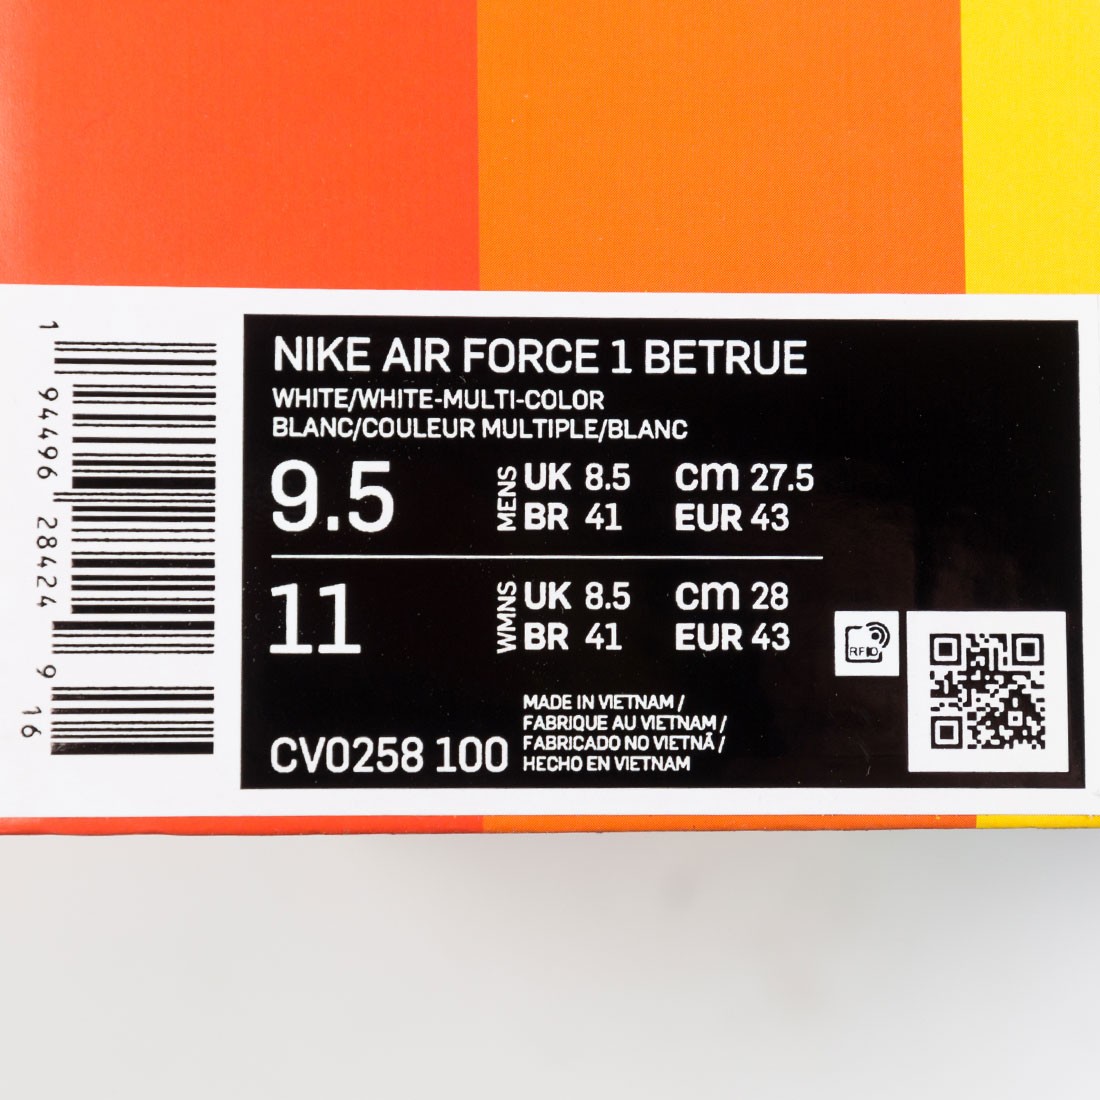 NIKE AIR FORCE 1 BETRUE
WHITE/WHITE-MULTI-COLOR
BLANC/COULEUR MULTIPLE/BLANC
9.5 MENS UK 8.5 cm 27.5
BR 41 EUR 43
11 WMNS UK 8.5 cm 28
BR 41 EUR 43
MADE IN VIETNAM /
FABRIQUE AU VIETNAM /
FABRICADO NO VIETNÃ /
HECHO EN VIETNAM
CV0258 100
RFID
1 94496 28424 9 16